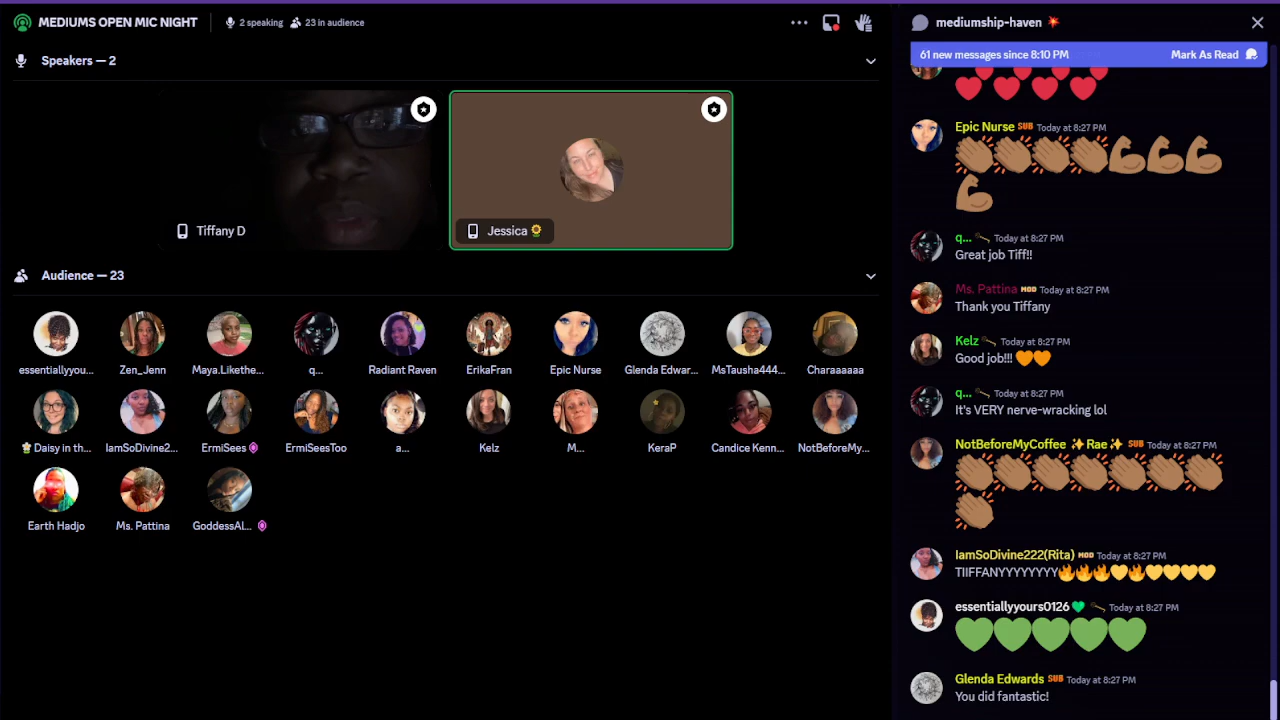 MEDIUMS OPEN MIC NIGHT
2 speaking
23 in audience
Speakers — 2
Tiffany D
Jessica 🌻
Audience — 23
essentiallyyou...
Zen_Jenn
Maya.Likethe...
q...
Radiant Raven
ErikaFran
Epic Nurse
Glenda Edwar...
MsTausha444...
Charaaaaaa
Daisy in th...
IamSoDivine2...
ErmiSees
ErmiSeesToo
a...
Kelz
M...
KeraP
Candice Kenn...
NotBeforeMy...
Earth Hadjo
Ms. Pattina
GoddessAl...
mediumship-haven 💥
61 new messages since 8:10 PM Mark As Read
Epic Nurse SUB Today at 8:27 PM
👏🏽👏🏽👏🏽👏🏽💪🏽💪🏽💪🏽
💪🏽
q... Today at 8:27 PM
Great job Tiff!!
Ms. Pattina MOD Today at 8:27 PM
Thank you Tiffany
Kelz Today at 8:27 PM
Good job!!! 🧡🧡
q... Today at 8:27 PM
It's VERY nerve-wracking lol
NotBeforeMyCoffee ✨Rae✨ SUB Today at 8:27 PM
👏🏽👏🏽👏🏽👏🏽👏🏽👏🏽👏🏽
👏🏽
IamSoDivine222(Rita) MOD Today at 8:27 PM
TIIFFANYYYYYYYY🔥🔥🔥💛🔥💛💛💛💛
essentiallyyours0126 💚 Today at 8:27 PM
💚💚💚💚💚
Glenda Edwards SUB Today at 8:27 PM
You did fantastic!